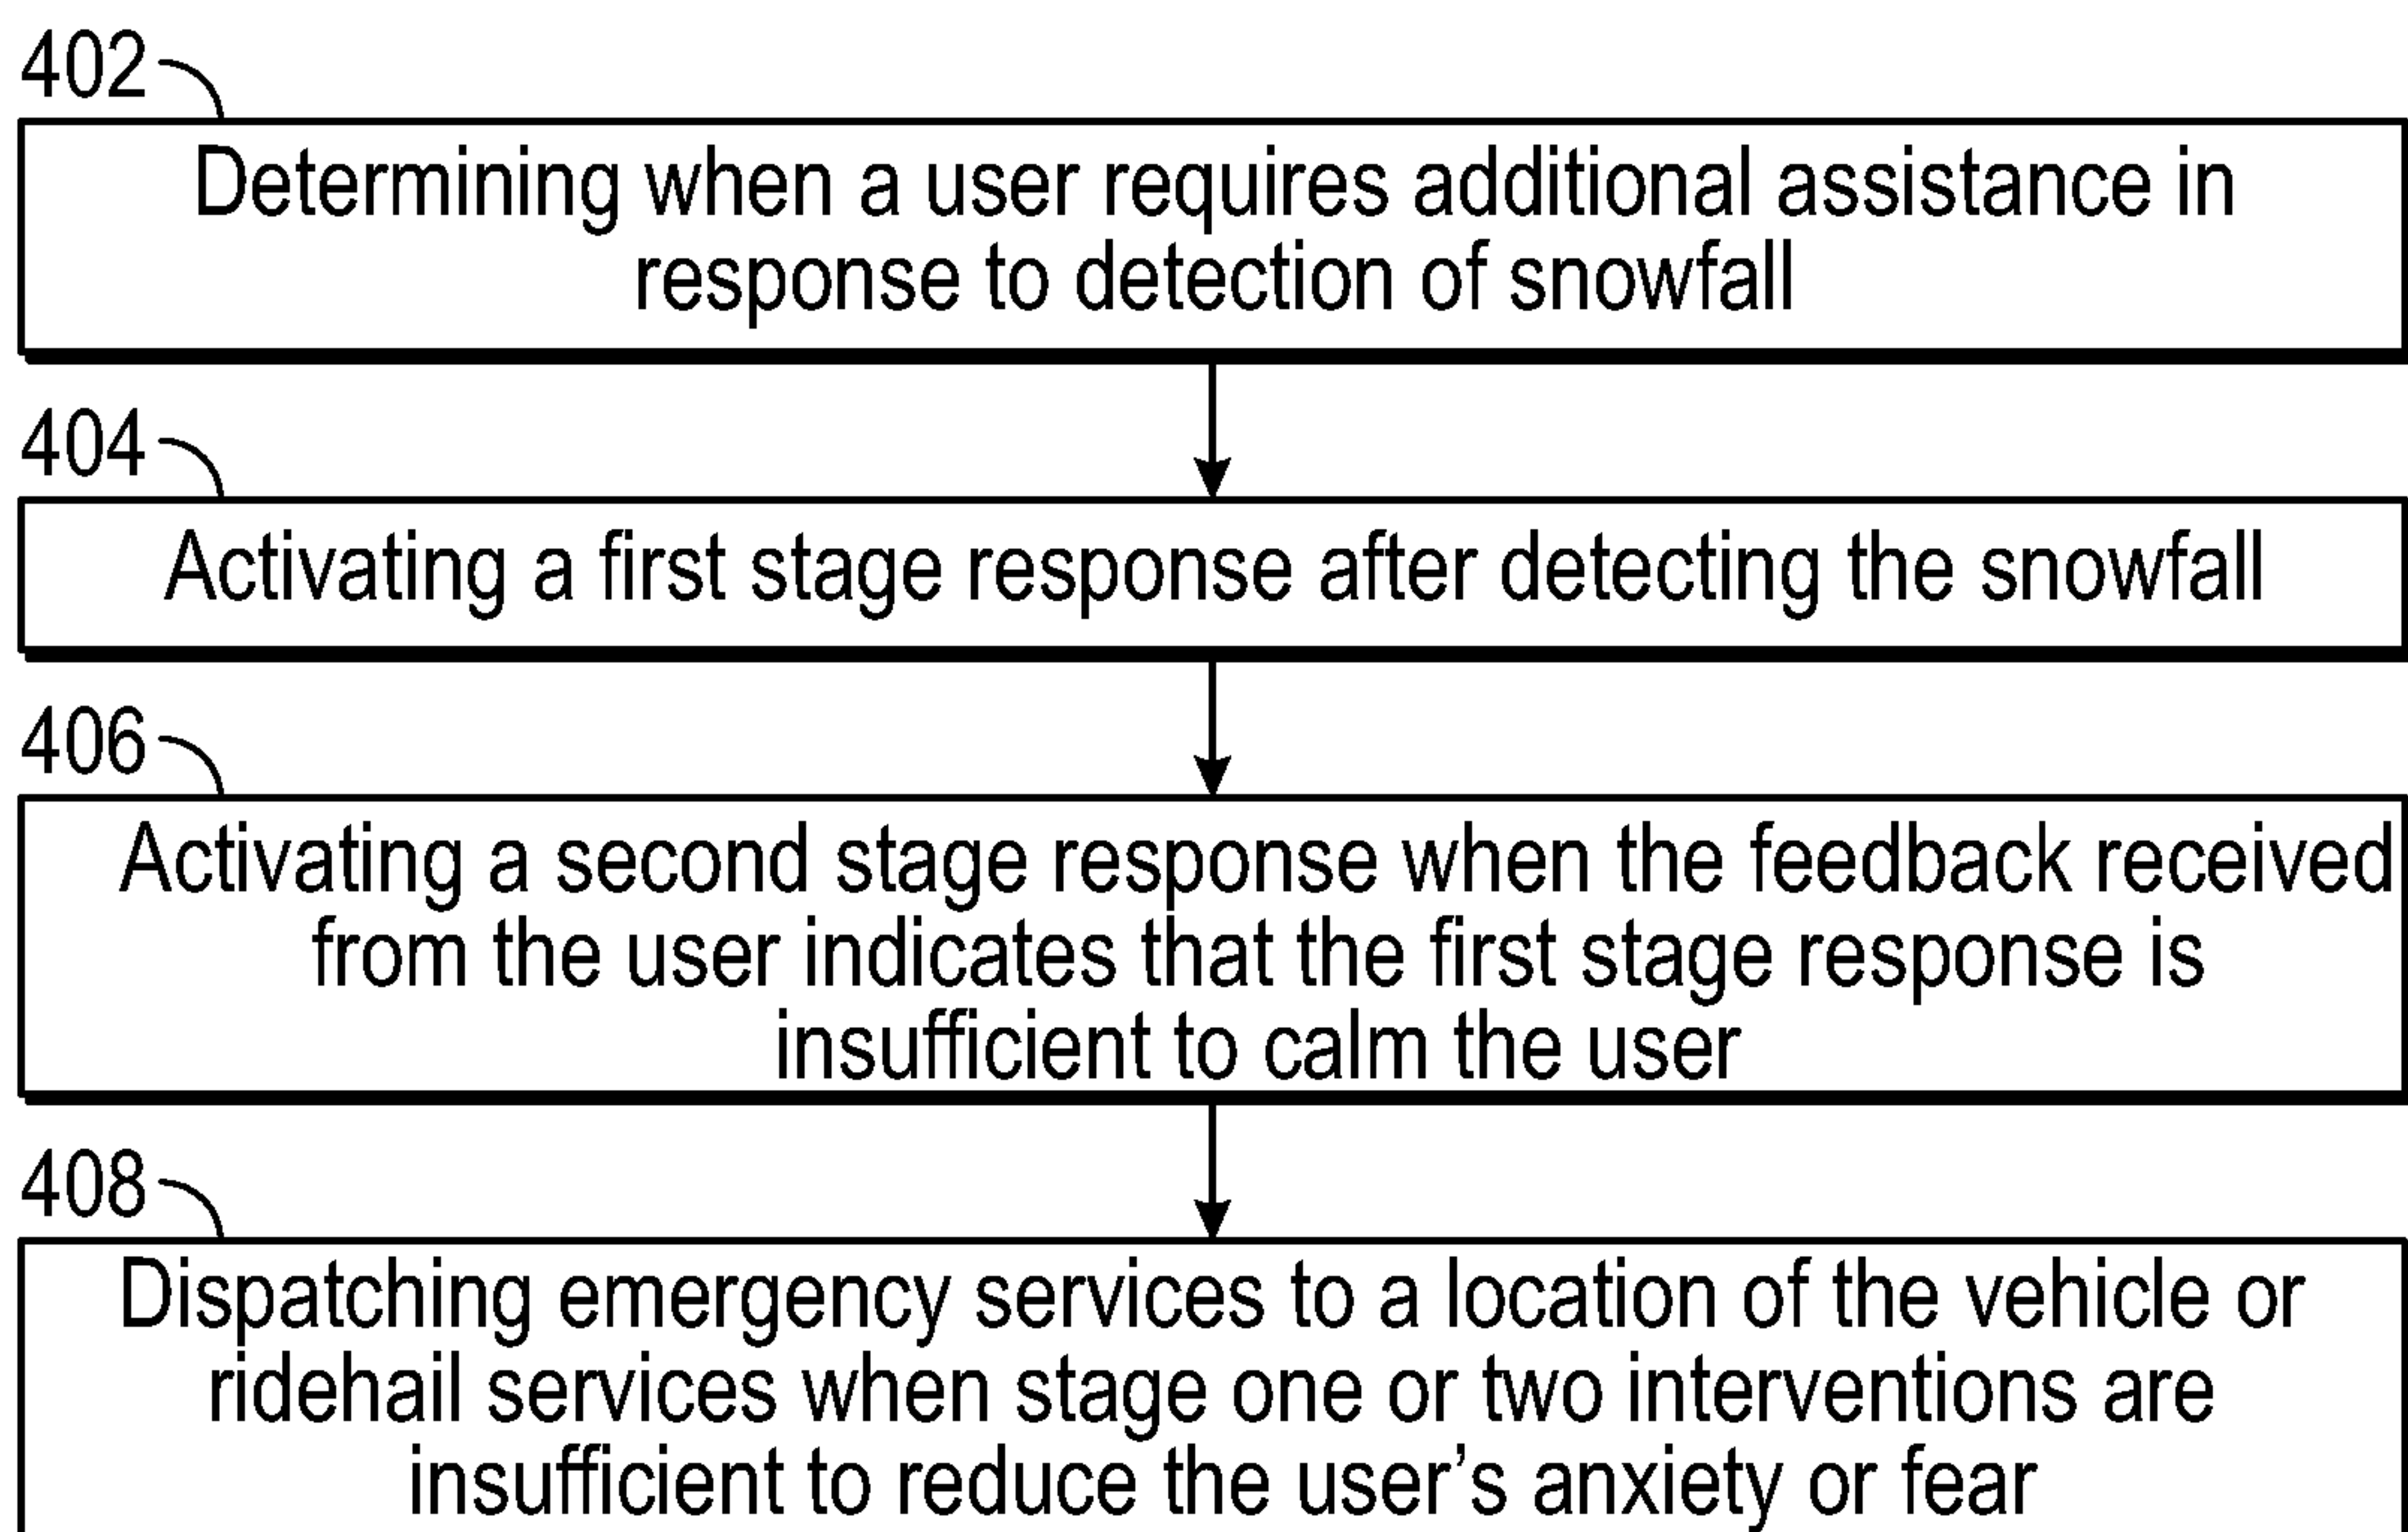 402
Determining when a user requires additional assistance in
response to detection of snowfall
404
Activating a first stage response after detecting the snowfall
406
Activating a second stage response when the feedback received
from the user indicates that the first stage response is
insufficient to calm the user
408
Dispatching emergency services to a location of the vehicle or
ridehail services when stage one or two interventions are
insufficient to reduce the user’s anxiety or fear